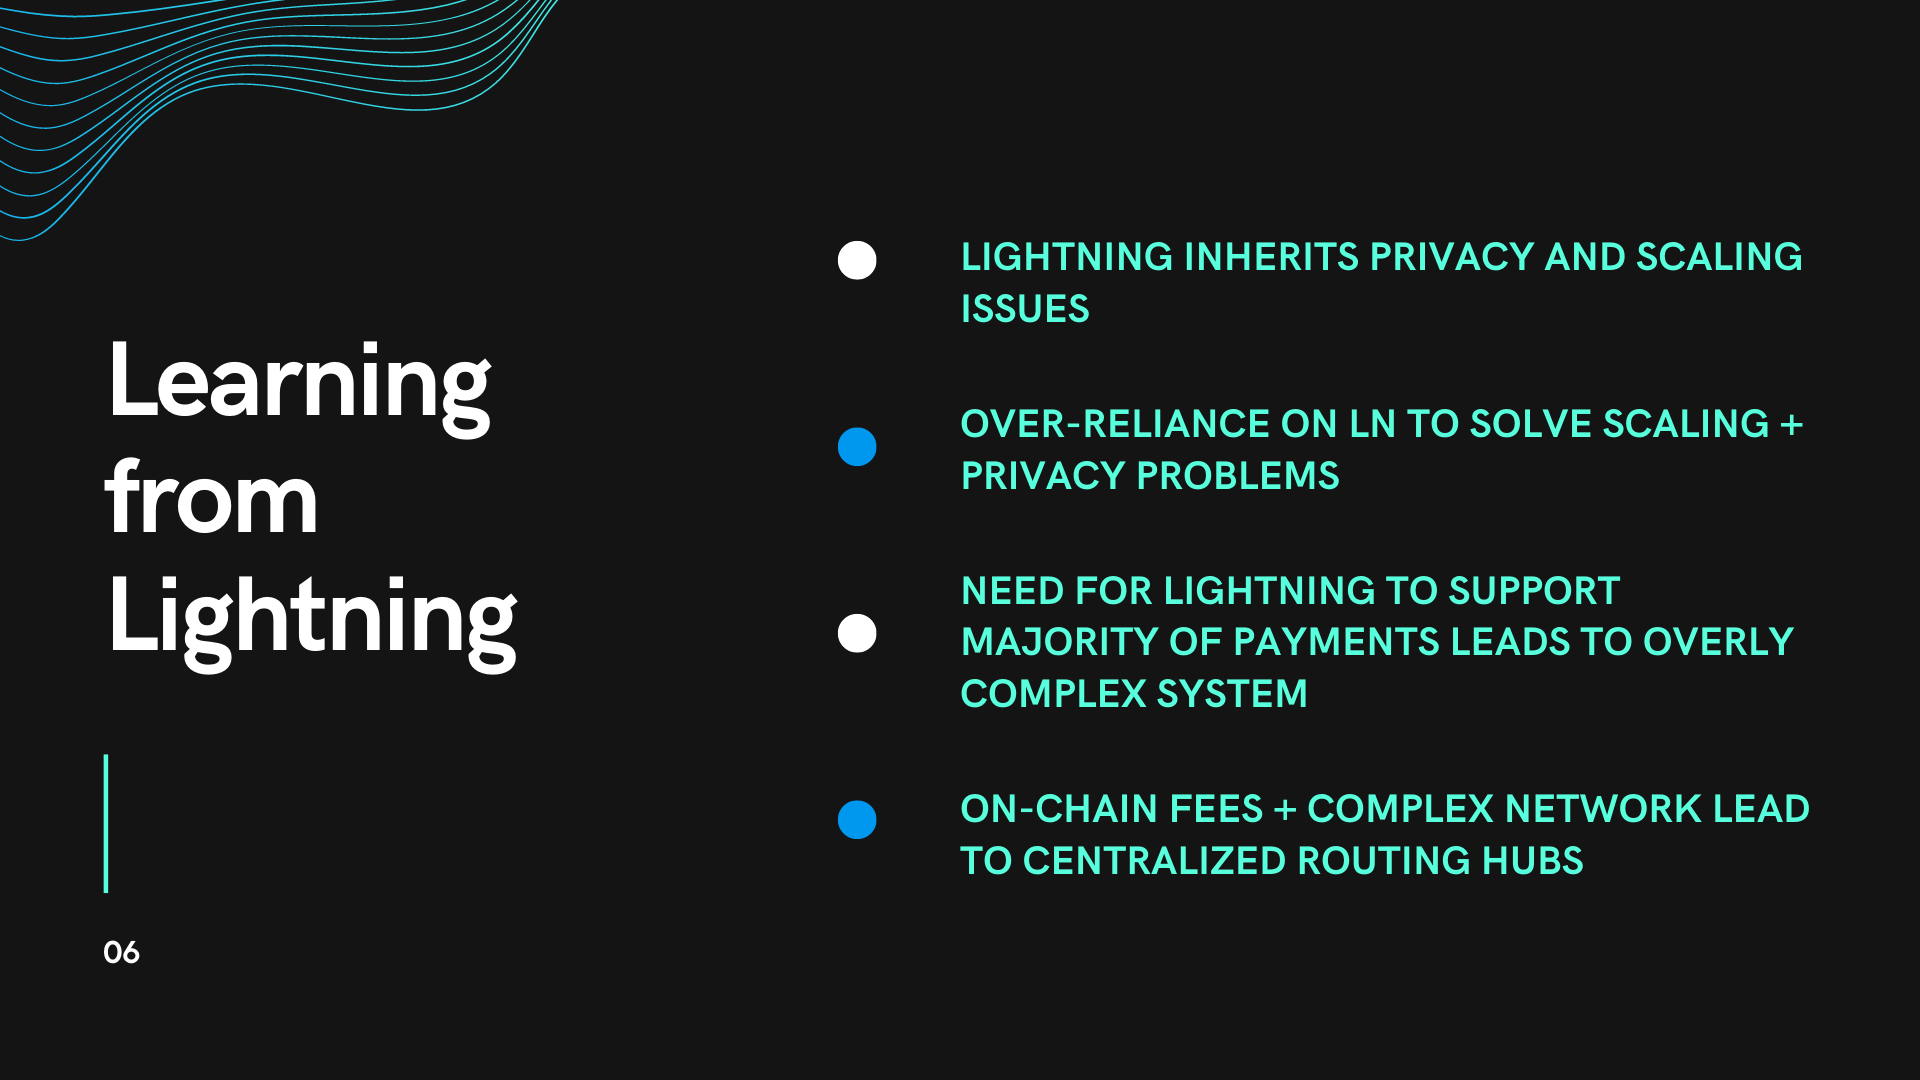 Learning
from
Lightning
06
LIGHTNING INHERITS PRIVACY AND SCALING
ISSUES
OVER-RELIANCE ON LN TO SOLVE SCALING +
PRIVACY PROBLEMS
NEED FOR LIGHTNING TO SUPPORT
MAJORITY OF PAYMENTS LEADS TO OVERLY
COMPLEX SYSTEM
ON-CHAIN FEES + COMPLEX NETWORK LEAD
TO CENTRALIZED ROUTING HUBS